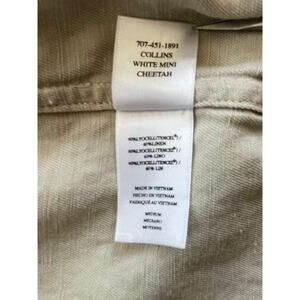 707-451-1891
COLLINS
WHITE MINI
CHEETAH
60%LYOCELL(TENCEL®) /
40%LINEN
60%LYOCELL(TENCEL®) /
40% LINO
60%LYOCELL(TENCEL®) /
40% LIN
MADE IN VIETNAM
HECHO EN VIETNAM
FABRIQUÉ AU VIETNAM
MEDIUM
MEDIANO
MOYENNE